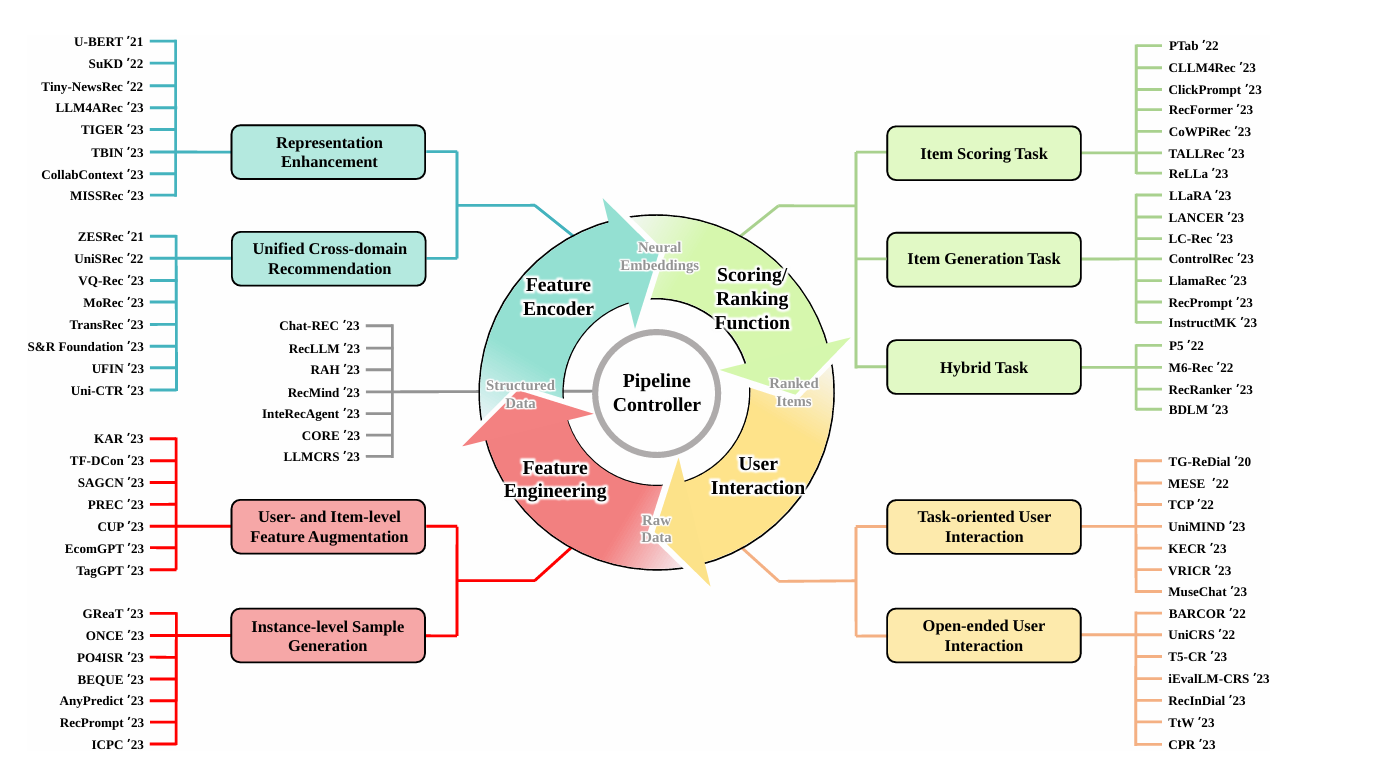 U-BERT ′21
SuKD ′22
Tiny-NewsRec ′22
LLM4ARec ′23
TIGER ′23
TBIN ′23
CollabContext ′23
MISSRec ′23
Representation
Enhancement
ZESRec ′21
UniSRec ′22
VQ-Rec ′23
MoRec ′23
TransRec ′23
S&R Foundation ′23
UFIN ′23
Uni-CTR ′23
Unified Cross-domain
Recommendation
Chat-REC ′23
RecLLM ′23
RAH ′23
RecMind ′23
InteRecAgent ′23
CORE ′23
LLMCRS ′23
KAR ′23
TF-DCon ′23
SAGCN ′23
PREC ′23
CUP ′23
EcomGPT ′23
TagGPT ′23
User- and Item-level
Feature Augmentation
GReaT ′23
ONCE ′23
PO4ISR ′23
BEQUE ′23
AnyPredict ′23
RecPrompt ′23
ICPC ′23
Instance-level Sample
Generation
Feature
Encoder
Neural
Embeddings
Scoring/
Ranking
Function
Structured
Data
Pipeline
Controller
Ranked
Items
Feature
Engineering
Raw
Data
User
Interaction
Item Scoring Task
PTab ′22
CLLM4Rec ′23
ClickPrompt ′23
RecFormer ′23
CoWPiRec ′23
TALLRec ′23
ReLLa ′23
Item Generation Task
LLaRA ′23
LANCER ′23
LC-Rec ′23
ControlRec ′23
LlamaRec ′23
RecPrompt ′23
InstructMK ′23
Hybrid Task
P5 ′22
M6-Rec ′22
RecRanker ′23
BDLM ′23
Task-oriented User
Interaction
TG-ReDial ′20
MESE ′22
TCP ′22
UniMIND ′23
KECR ′23
VRICR ′23
MuseChat ′23
Open-ended User
Interaction
BARCOR ′22
UniCRS ′22
T5-CR ′23
iEvalLM-CRS ′23
RecInDial ′23
TtW ′23
CPR ′23